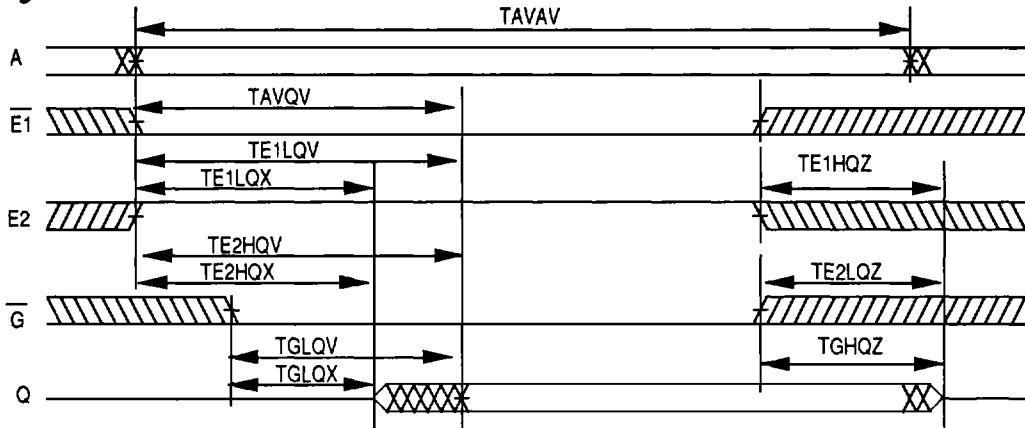 TAVAV
A
TAVQV
E1
TE1LQV
TE1HQZ
TE1LQX
E2
TE2HQV
TE2HQX
TE2LQZ
G
TGLQV
TGHQZ
TGLQX
Q